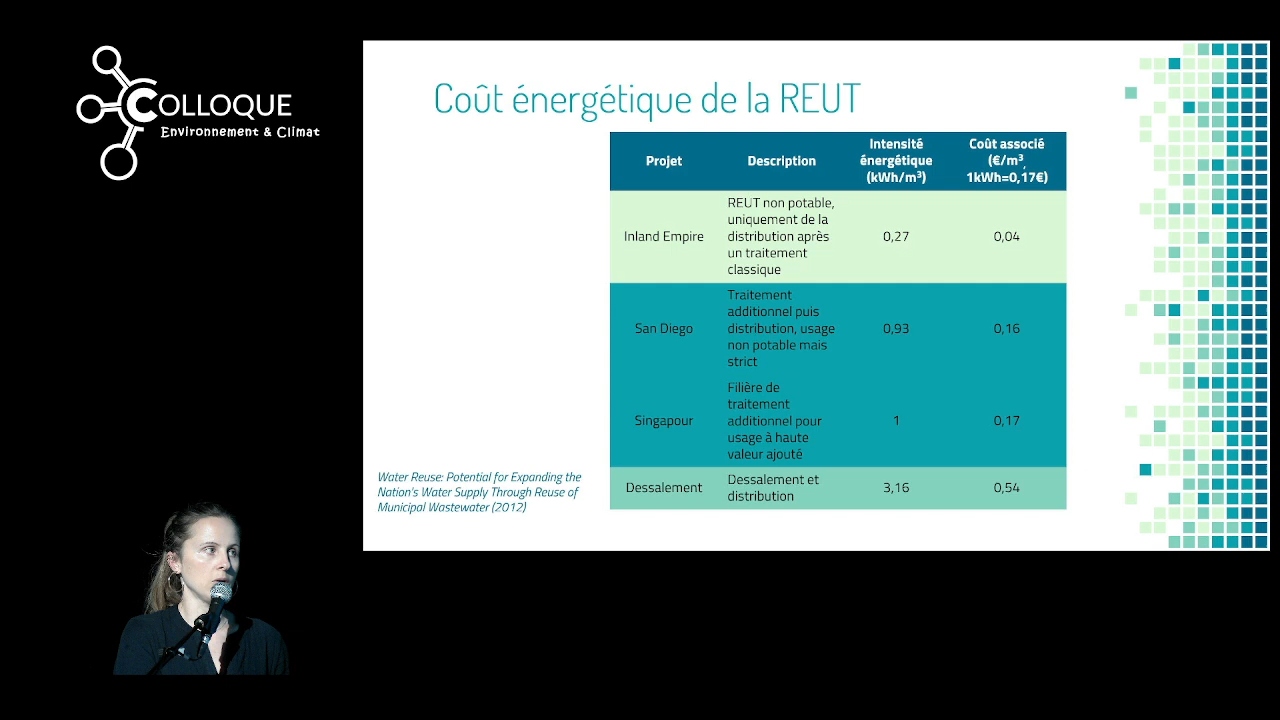 COLLOQUE
Environnement & Climat
Coût énergétique de la REUT
Projet
Description
Intensité
énergétique
(kWh/m³)
Coût associé
(€/m³,
1kWh=0,17€)
Inland Empire
REUT non potable,
uniquement de la
distribution après
un traitement
classique
0,27
0,04
San Diego
Traitement
additionnel puis
distribution, usage
non potable mais
strict
0,93
0,16
Singapour
Filière de
traitement
additionnel pour
usage à haute
valeur ajouté
1
0,17
Dessalement
Dessalement et
distribution
3,16
0,54
Water Reuse: Potential for Expanding the
Nation's Water Supply Through Reuse of
Municipal Wastewater (2012)